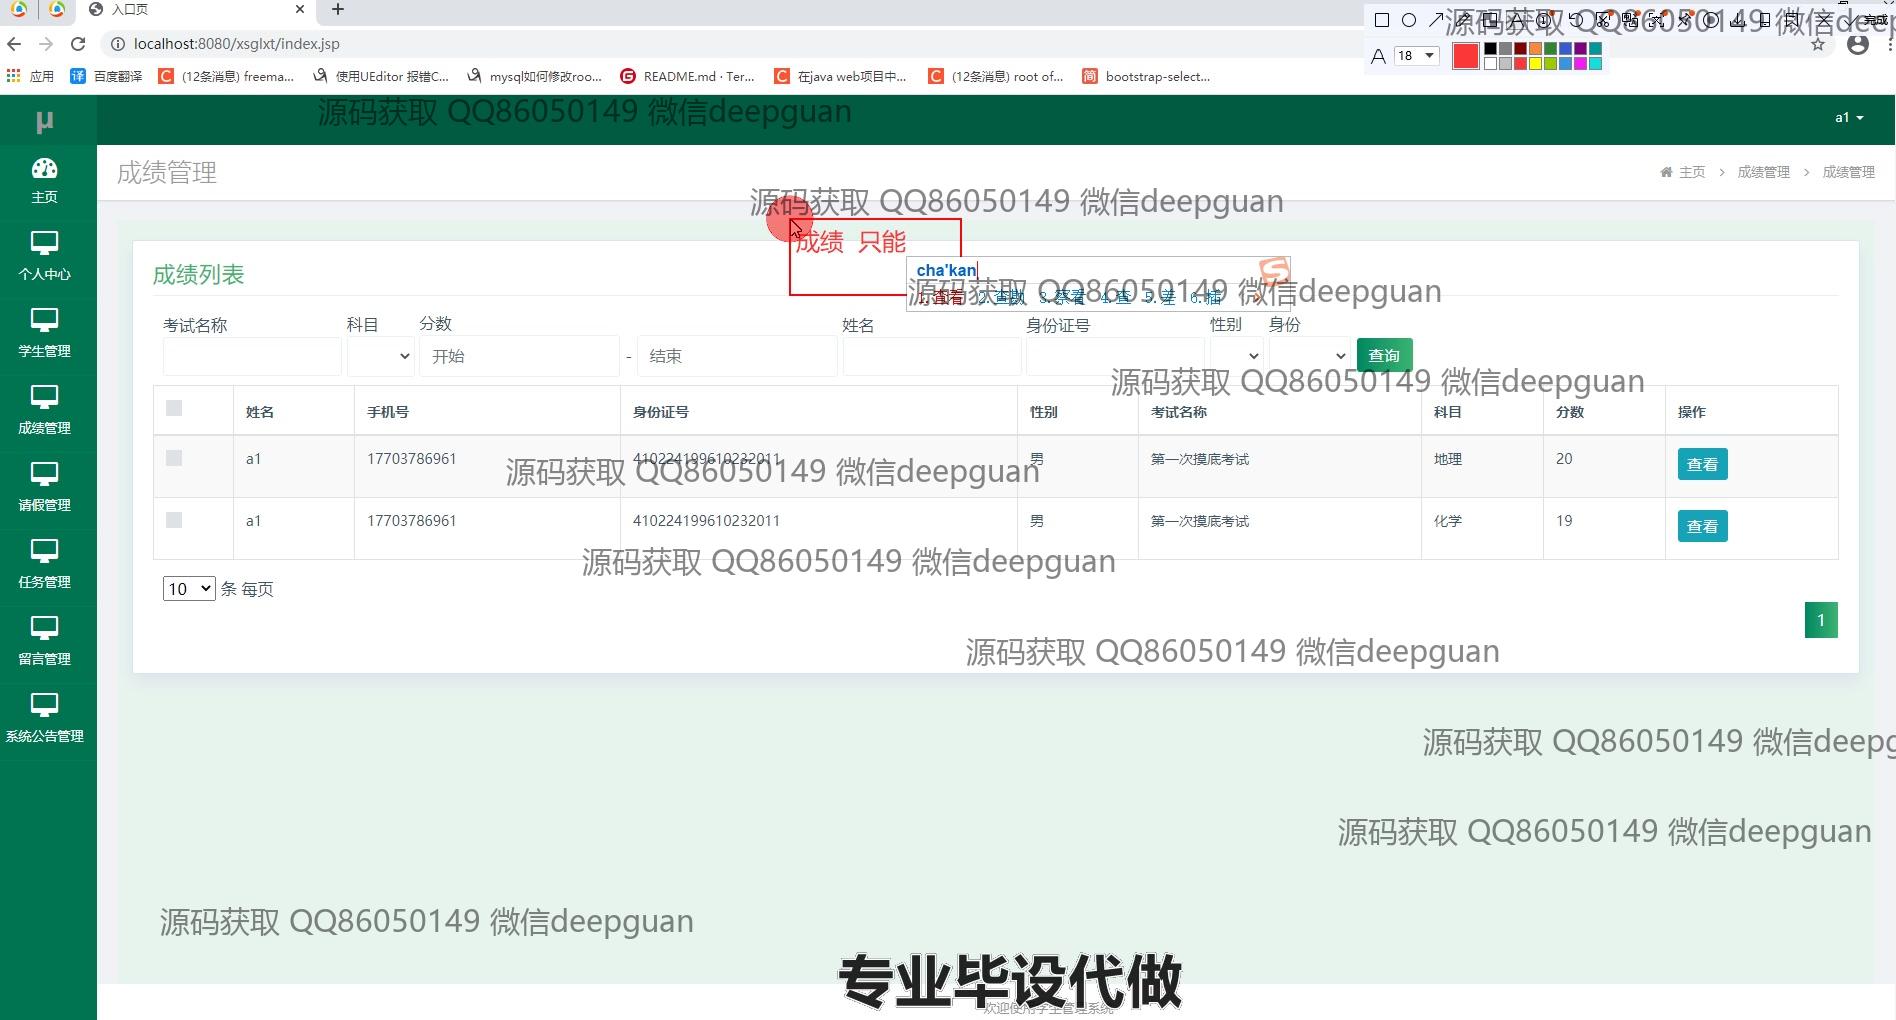 入口页
localhost:8080/xsglxt/index.jsp
完成
应用 百度翻译 (12条消息) freema... 使用UEditor 报错C... mysql如何修改roo... README.md · Ter... 在java web项目中... (12条消息) root of... bootstrap-select...
A 18
源码获取 QQ86050149 微信deepguan
μ
a1
成绩管理
主页 > 成绩管理 > 成绩管理
源码获取 QQ86050149 微信deepguan
成绩 只能
cha'kan
1.查看 2.查勘 3.察看 4.查 5.差 6.插
源码获取 QQ86050149 微信deepguan
主页
个人中心
学生管理
成绩管理
请假管理
任务管理
留言管理
系统公告管理
成绩列表
考试名称 科目 分数 姓名 身份证号 性别 身份
开始 - 结束 查询
源码获取 QQ86050149 微信deepguan
姓名 手机号 身份证号 性别 考试名称 科目 分数 操作
a1 17703786961 410224199610232011 男 第一次摸底考试 地理 20 查看
源码获取 QQ86050149 微信deepguan
a1 17703786961 410224199610232011 男 第一次摸底考试 化学 19 查看
源码获取 QQ86050149 微信deepguan
10 条 每页
1
源码获取 QQ86050149 微信deepguan
源码获取 QQ86050149 微信deepg
源码获取 QQ86050149 微信deepguan
源码获取 QQ86050149 微信deepguan
专业毕设代做
欢迎使用学生管理系统